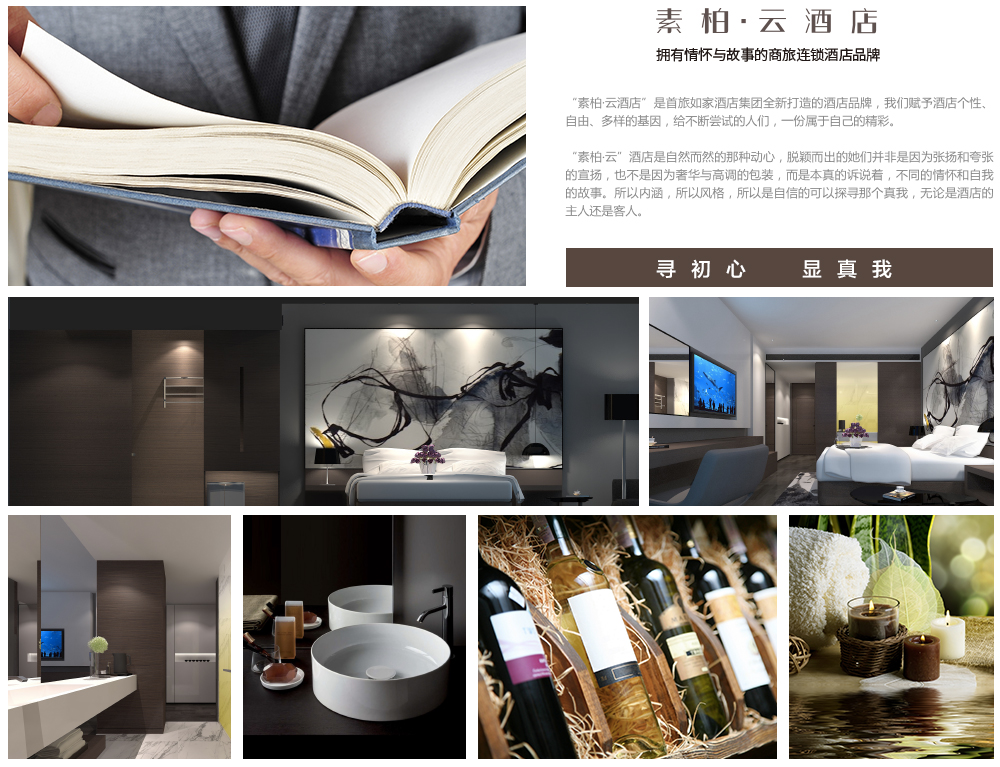 素柏·云酒店
拥有情怀与故事的商旅连锁酒店品牌
“素柏·云酒店”是首旅如家酒店集团全新打造的酒店品牌，我们赋予酒店个性、
自由、多样的基因，给不断尝试的人们，一份属于自己的精彩。
“素柏·云”酒店是自然而然的那种动心，脱颖而出的她们并非是因为张扬和夸张
的宣扬，也不是因为奢华与高调的包装，而是本真的诉说着，不同的情怀和自我
的故事。所以内涵，所以风格，所以是自信的可以探寻那个真我，无论是酒店的
主人还是客人。
寻初心 显真我